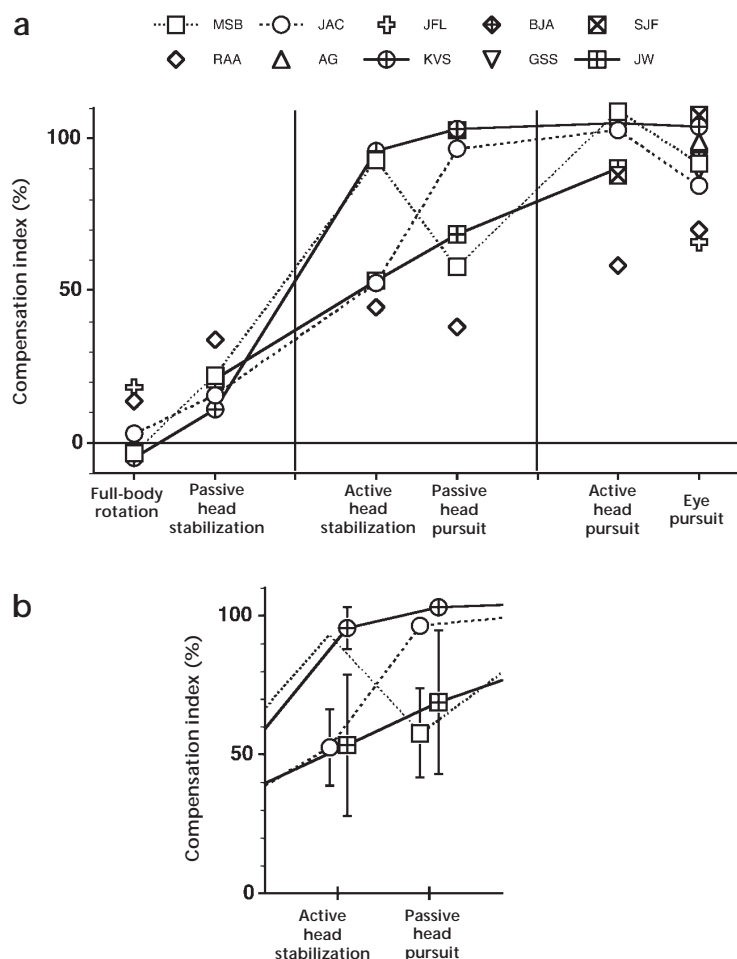 a
MSB JAC JFL BJA SJF
RAA AG KVS GSS JW
Compensation index (%)
100
50
0
Full-body
rotation
Passive
head
stabilization
Active
head
stabilization
Passive
head
pursuit
Active
head
pursuit
Eye
pursuit
b
Compensation index (%)
100
50
0
Active
head
stabilization
Passive
head
pursuit